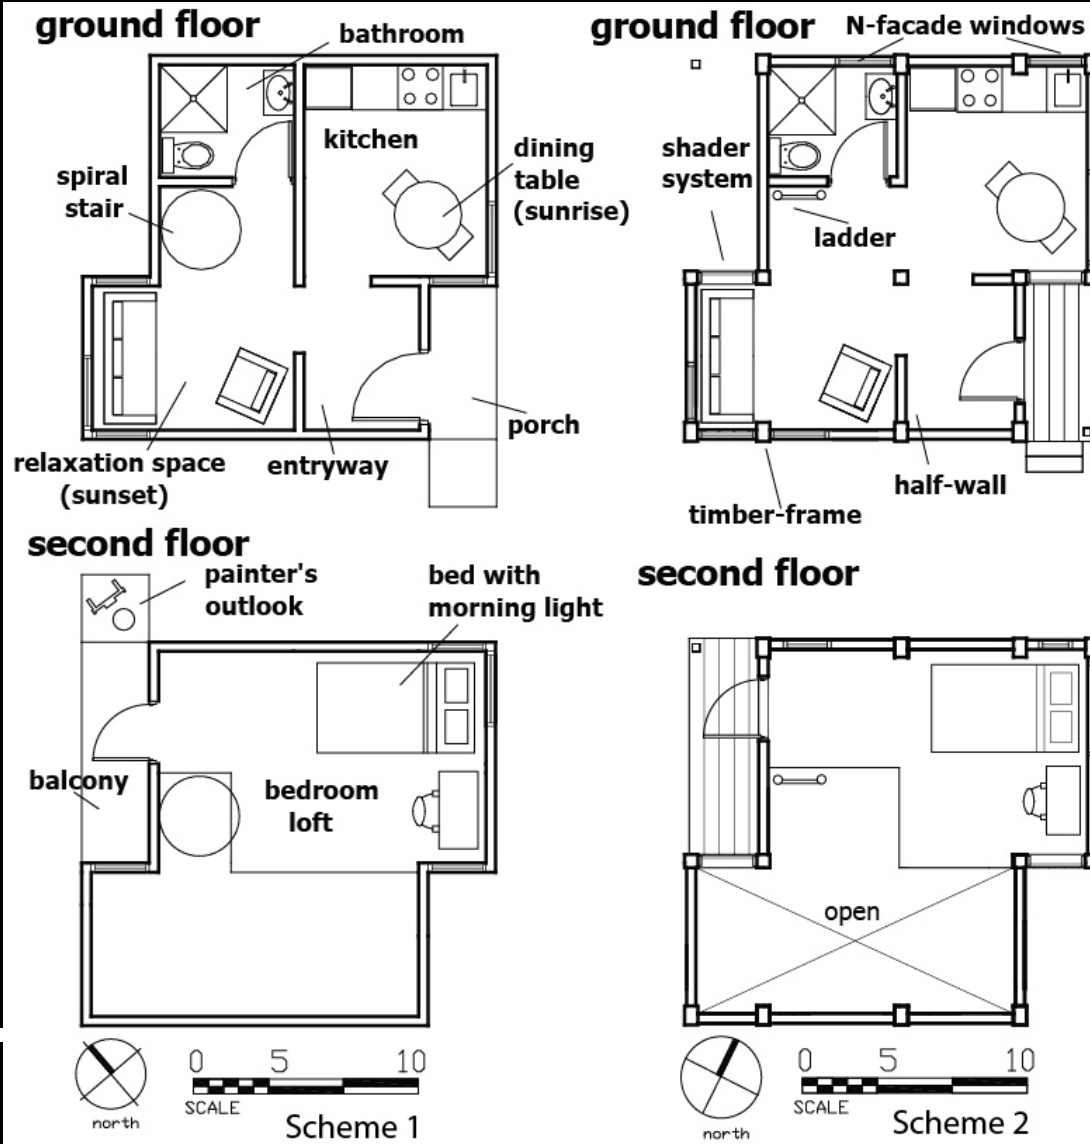 ground floor
bathroom
kitchen
spiral
stair
dining
table
(sunrise)
relaxation space
(sunset)
entryway
porch
second floor
painter's
outlook
bed with
morning light
balcony
bedroom
loft
north
0 5 10
SCALE
Scheme 1
ground floor
N-facade windows
shader
system
ladder
half-wall
timber-frame
second floor
open
north
0 5 10
SCALE
Scheme 2